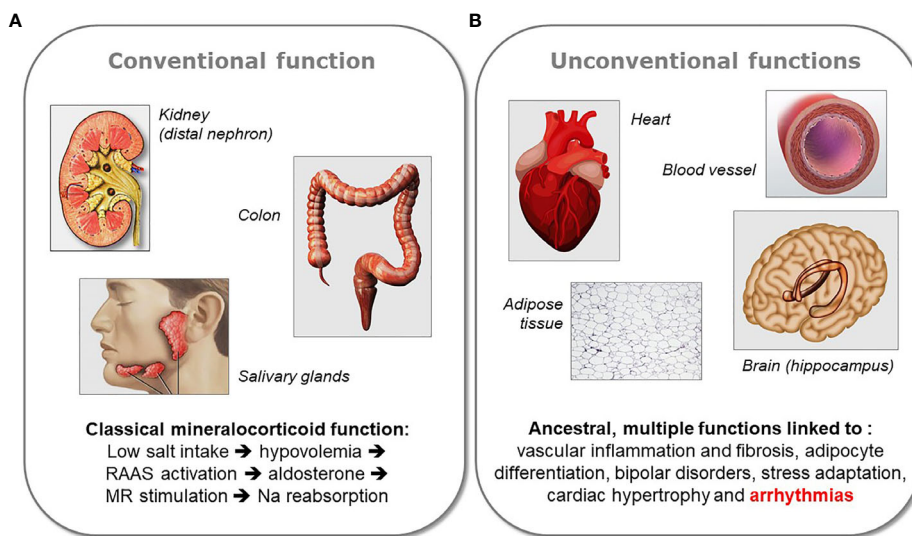 A
Conventional function
Kidney
(distal nephron)
Colon
Salivary glands
Classical mineralocorticoid function:
Low salt intake ➔ hypovolemia ➔
RAAS activation ➔ aldosterone ➔
MR stimulation ➔ Na reabsorption
B
Unconventional functions
Heart
Blood vessel
Adipose
tissue
Brain (hippocampus)
Ancestral, multiple functions linked to :
vascular inflammation and fibrosis, adipocyte
differentiation, bipolar disorders, stress adaptation,
cardiac hypertrophy and arrhythmias